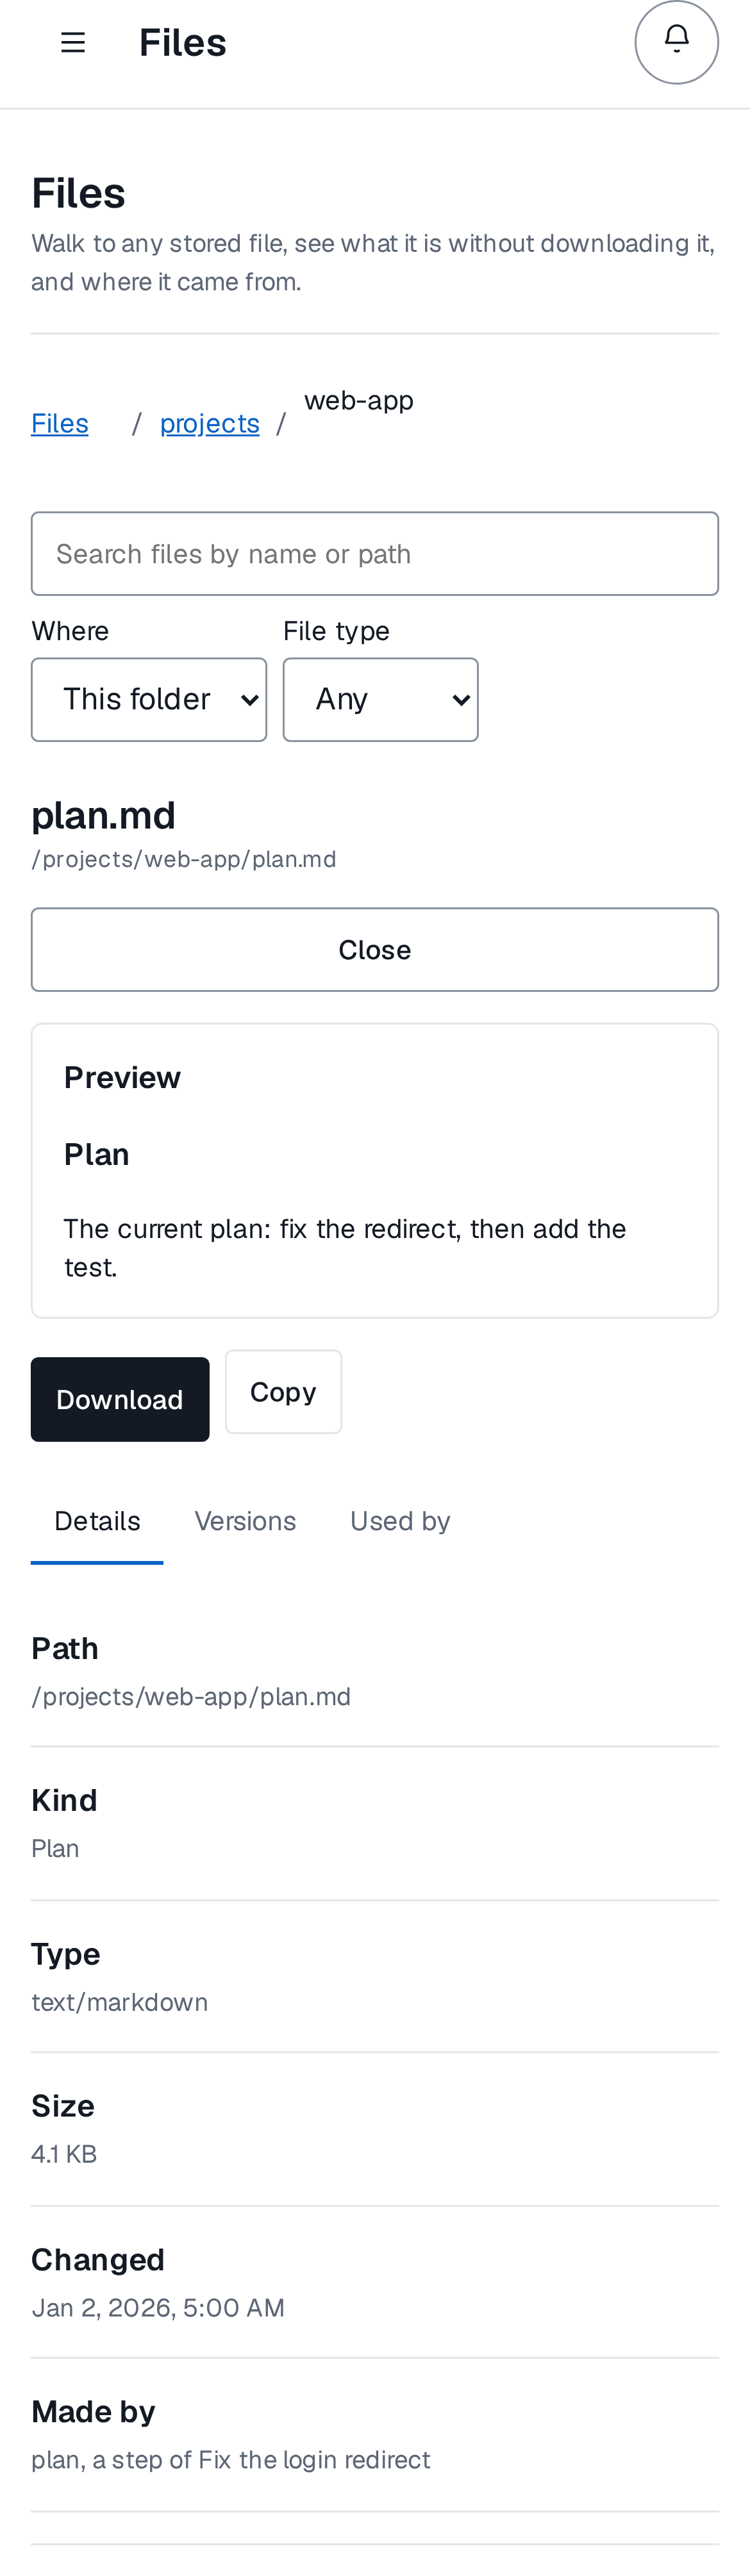 Files
Files
Walk to any stored file, see what it is without downloading it,
and where it came from.
Files / projects / web-app
Search files by name or path
Where File type
This folder Any
plan.md
/projects/web-app/plan.md
Close
Preview
Plan
The current plan: fix the redirect, then add the
test.
Download Copy
Details Versions Used by
Path
/projects/web-app/plan.md
Kind
Plan
Type
text/markdown
Size
4.1 KB
Changed
Jan 2, 2026, 5:00 AM
Made by
plan, a step of Fix the login redirect